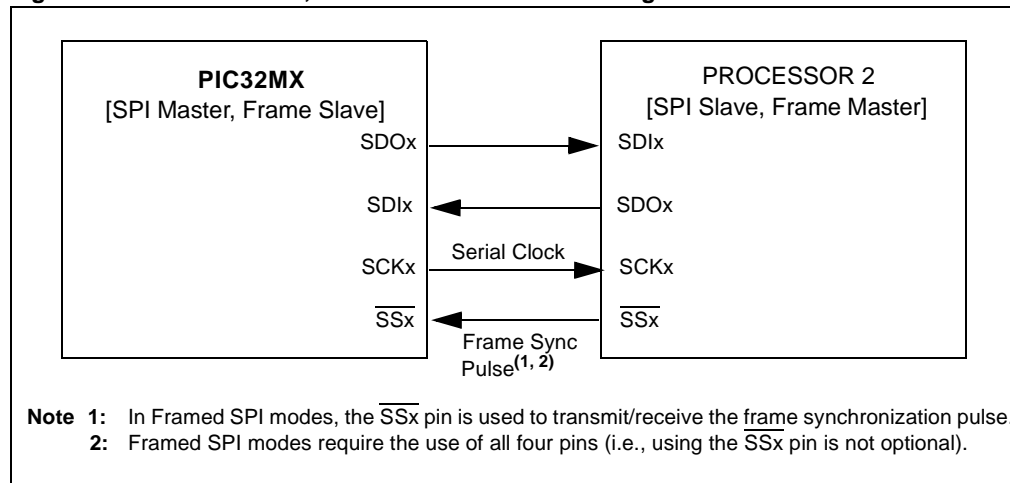 PIC32MX
[SPI Master, Frame Slave]
PROCESSOR 2
[SPI Slave, Frame Master]
SDOx
SDIx
SDIx
SDOx
SCKx
Serial Clock
SCKx
SSx
SSx
Frame Sync
Pulse(1, 2)
Note 1: In Framed SPI modes, the SSx pin is used to transmit/receive the frame synchronization pulse.
2: Framed SPI modes require the use of all four pins (i.e., using the SSx pin is not optional).